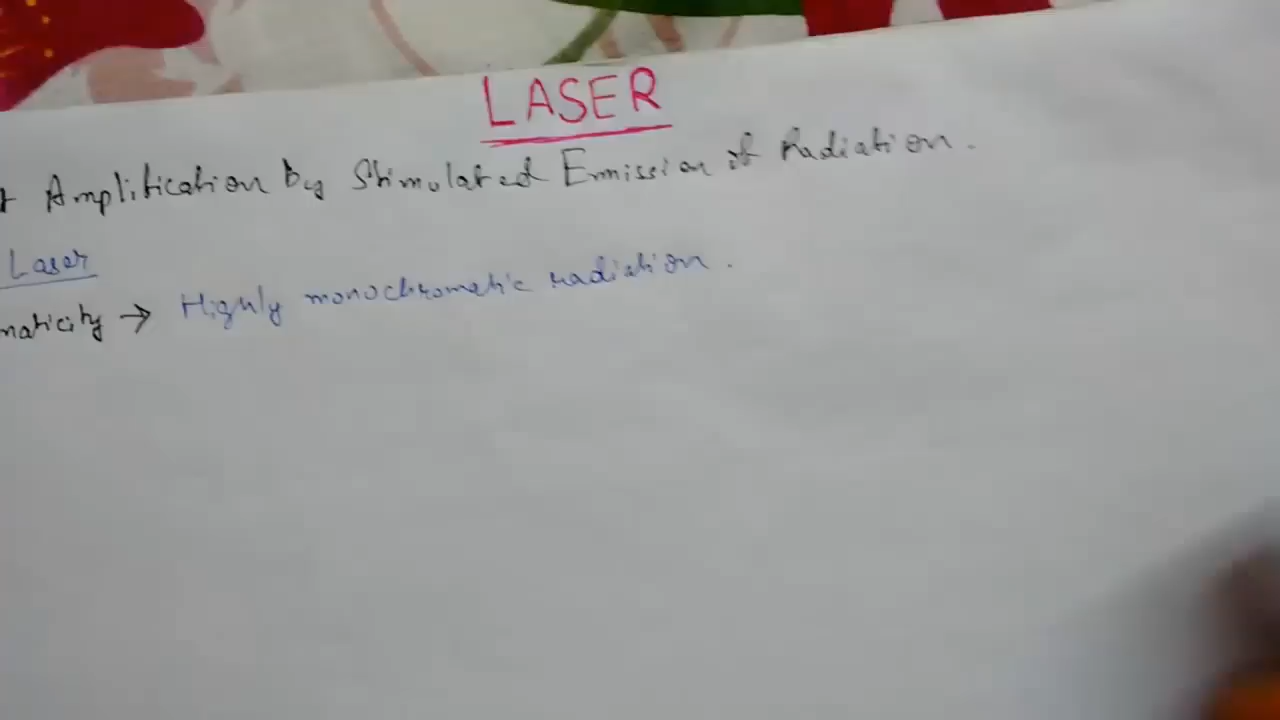 LASER
Amplification by Stimulated Emission of Radiation.
Laser
maticity → Highly monochromatic radiation.